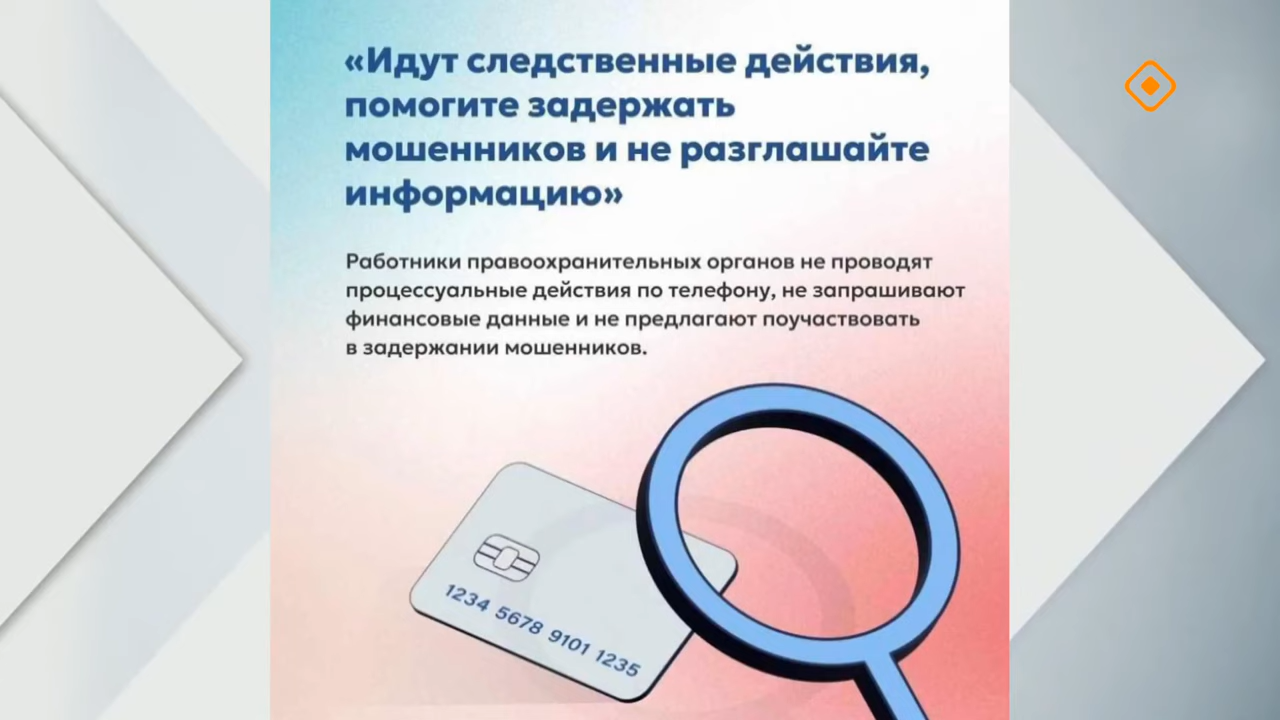 «Идут следственные действия,
помогите задержать
мошенников и не разглашайте
информацию»
Работники правоохранительных органов не проводят
процессуальные действия по телефону, не запрашивают
финансовые данные и не предлагают поучаствовать
в задержании мошенников.
1234 5678 9101 1235